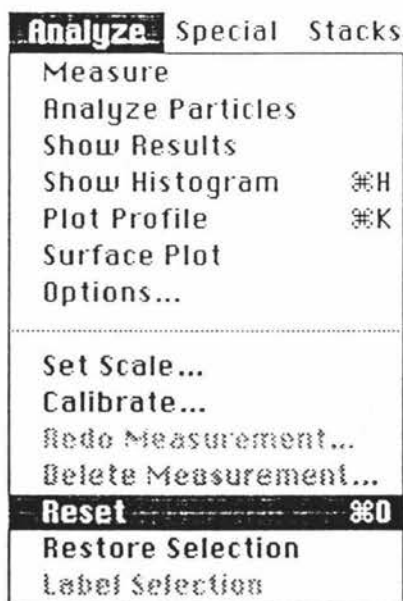 Analyze Special Stacks
Measure
Analyze Particles
Show Results
Show Histogram ⌘H
Plot Profile ⌘K
Surface Plot
Options...
Set Scale...
Calibrate...
Redo Measurement...
Delete Measurement...
Reset ⌘0
Restore Selection
Label Selection